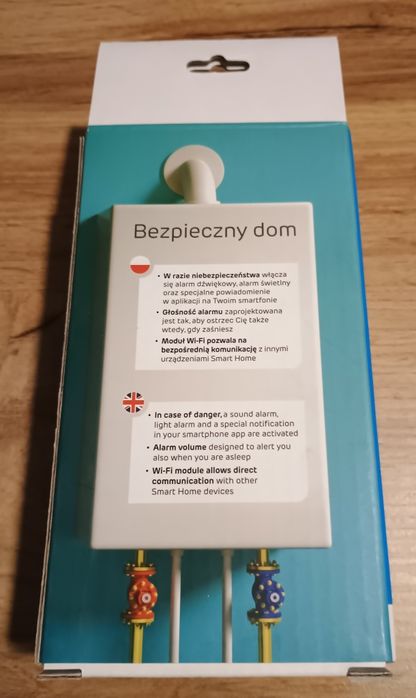 Bezpieczny dom
• W razie niebezpieczeństwa włącza
się alarm dźwiękowy, alarm świetlny
oraz specjalne powiadomienie
w aplikacji na Twoim smartfonie
• Głośność alarmu zaprojektowana
jest tak, aby ostrzec Cię także
wtedy, gdy zaśniesz
• Moduł Wi-Fi pozwala na
bezpośrednią komunikację z innymi
urządzeniami Smart Home
• In case of danger, a sound alarm,
light alarm and a special notification
in your smartphone app are activated
• Alarm volume designed to alert you
also when you are asleep
• Wi-Fi module allows direct
communication with other
Smart Home devices